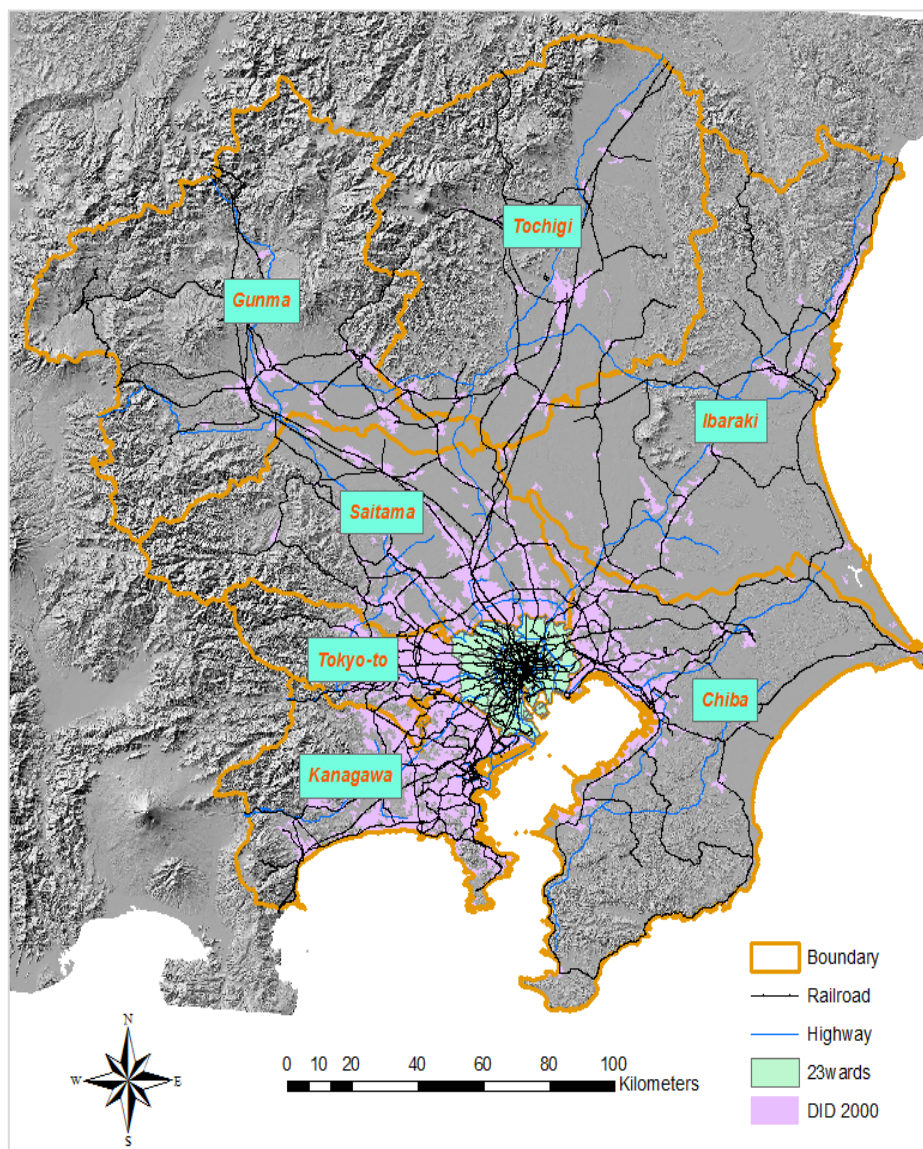 Tochigi
Gunma
Ibaraki
Saitama
Tokyo-to
Chiba
Kanagawa
Boundary
Railroad
Highway
23wards
DID 2000
N
W
E
S
0 10 20 40 60 80 100
Kilometers